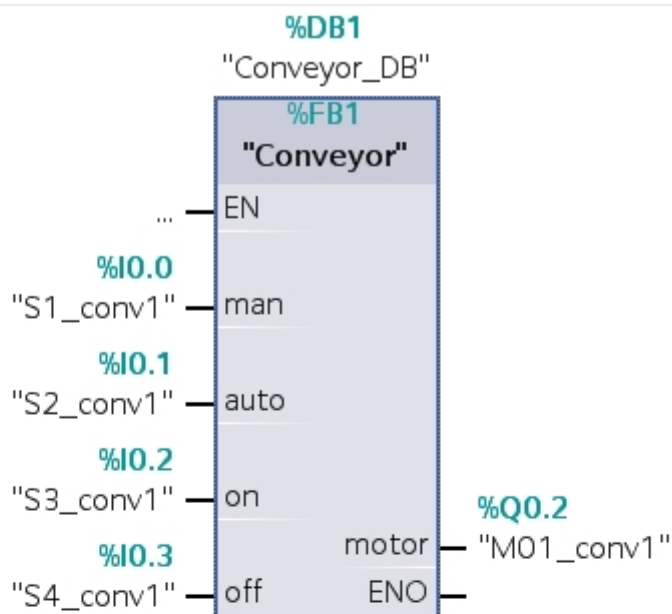 %DB1
"Conveyor_DB"
%FB1
"Conveyor"
... EN
%I0.0
"S1_conv1" man
%I0.1
"S2_conv1" auto
%I0.2
"S3_conv1" on
%Q0.2
motor "M01_conv1"
%I0.3
"S4_conv1" off ENO